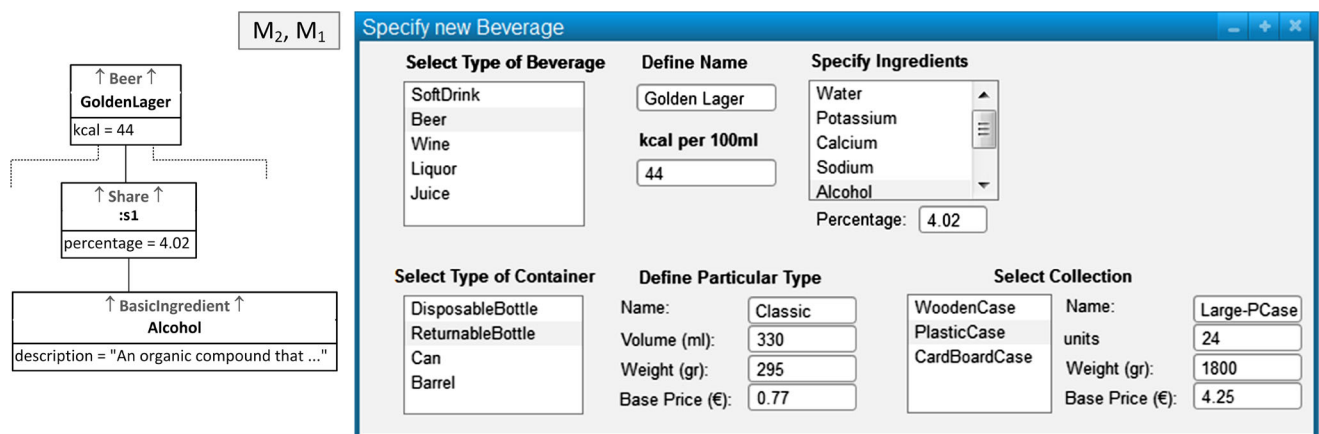 M₂, M₁
↑ Beer ↑
GoldenLager
kcal = 44
↑ Share ↑
:s1
percentage = 4.02
↑ BasicIngredient ↑
Alcohol
description = "An organic compound that ..."
Specify new Beverage
Select Type of Beverage
SoftDrink
Beer
Wine
Liquor
Juice
Define Name
Golden Lager
kcal per 100ml
44
Specify Ingredients
Water
Potassium
Calcium
Sodium
Alcohol
Percentage: 4.02
Select Type of Container
DisposableBottle
ReturnableBottle
Can
Barrel
Define Particular Type
Name: Classic
Volume (ml): 330
Weight (gr): 295
Base Price (€): 0.77
Select Collection
WoodenCase
PlasticCase
CardBoardCase
Name: Large-PCase
units 24
Weight (gr): 1800
Base Price (€): 4.25